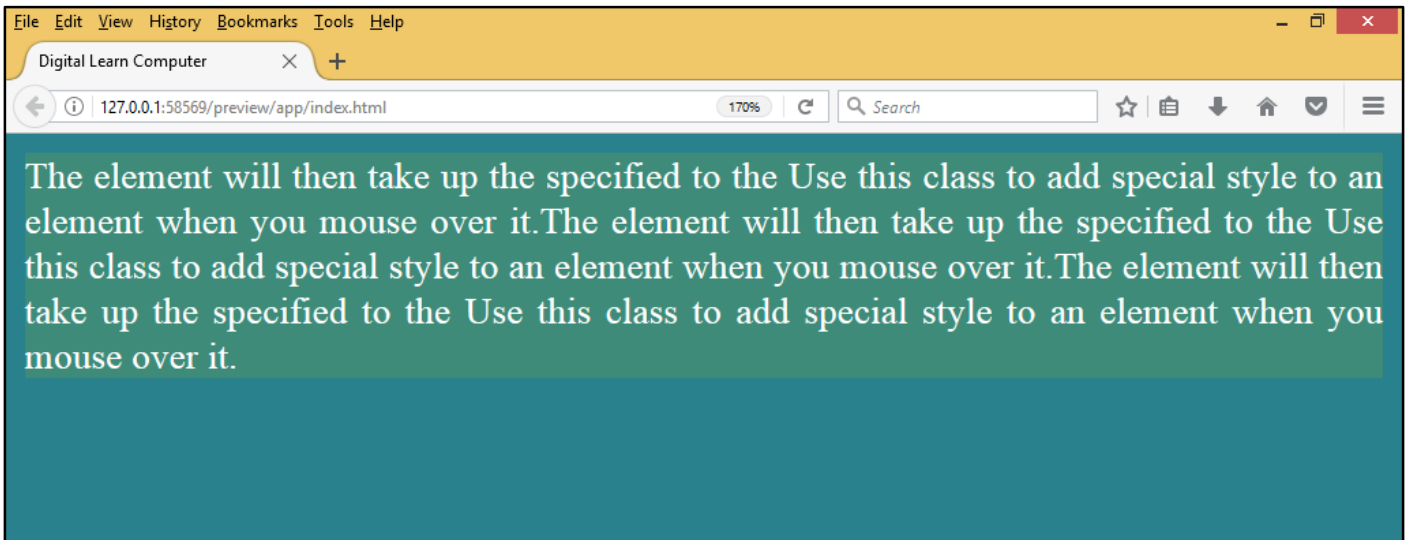 File Edit View History Bookmarks Tools Help
Digital Learn Computer
127.0.0.1:58569/preview/app/index.html 170% Search
The element will then take up the specified to the Use this class to add special style to an
element when you mouse over it.The element will then take up the specified to the Use
this class to add special style to an element when you mouse over it.The element will then
take up the specified to the Use this class to add special style to an element when you
mouse over it.